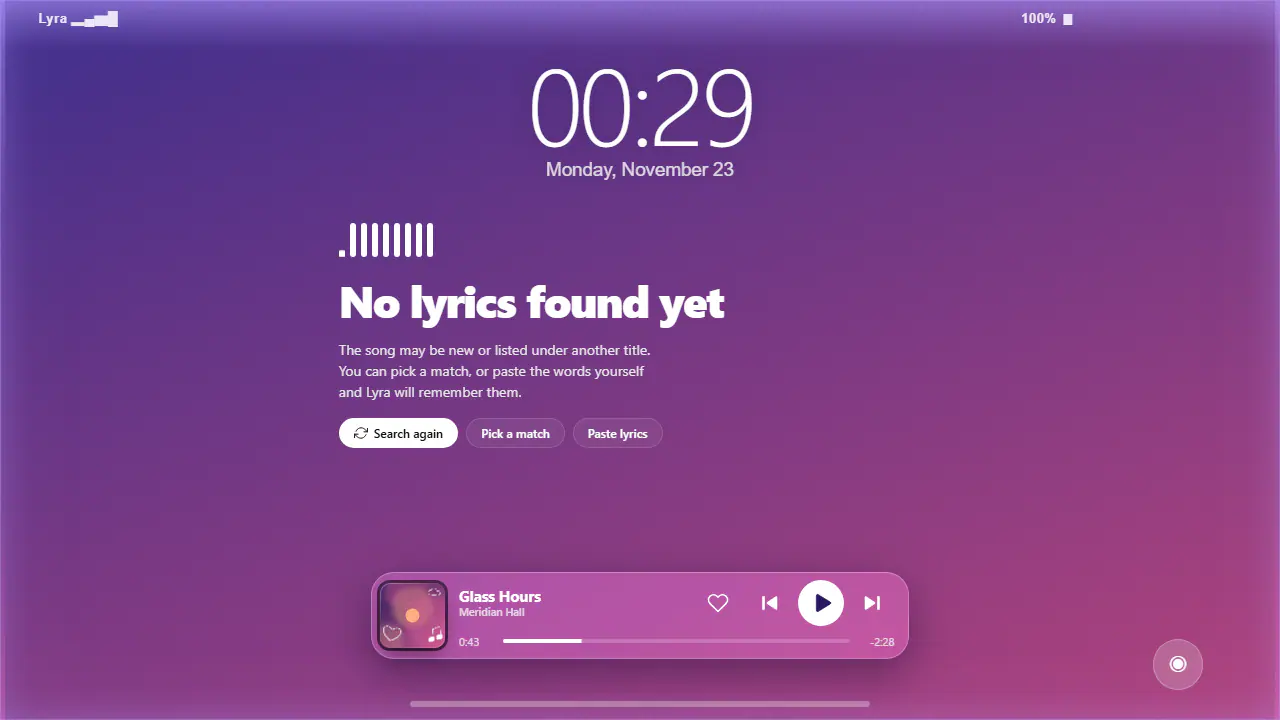 Lyra
100%
00:29
Monday, November 23
No lyrics found yet
The song may be new or listed under another title.
You can pick a match, or paste the words yourself
and Lyra will remember them.
Search again
Pick a match
Paste lyrics
Glass Hours
Meridian Hall
0:43
-2:28